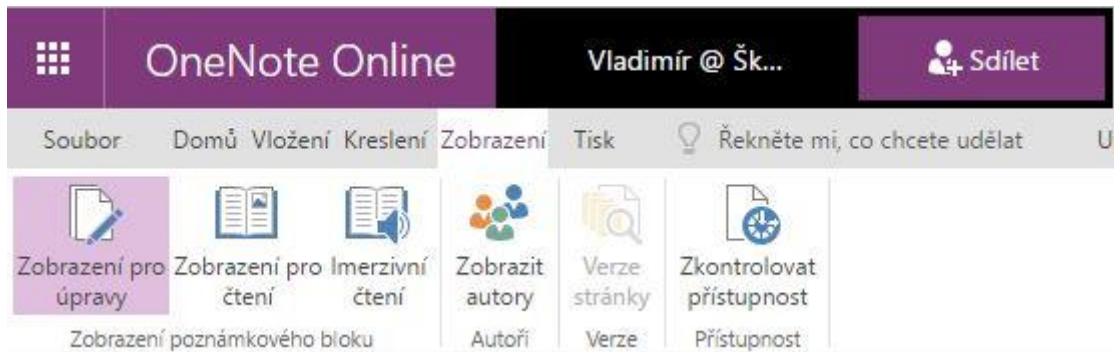 OneNote Online Vladimír @ Šk... Sdílet
Soubor Domů Vložení Kreslení Zobrazení Tisk Řekněte mi, co chcete udělat
Zobrazení pro Zobrazení pro Imerzivní Zobrazit Verze Zkontrolovat
úpravy čtení čtení autory stránky přístupnost
Zobrazení poznámkového bloku Autoři Verze Přístupnost